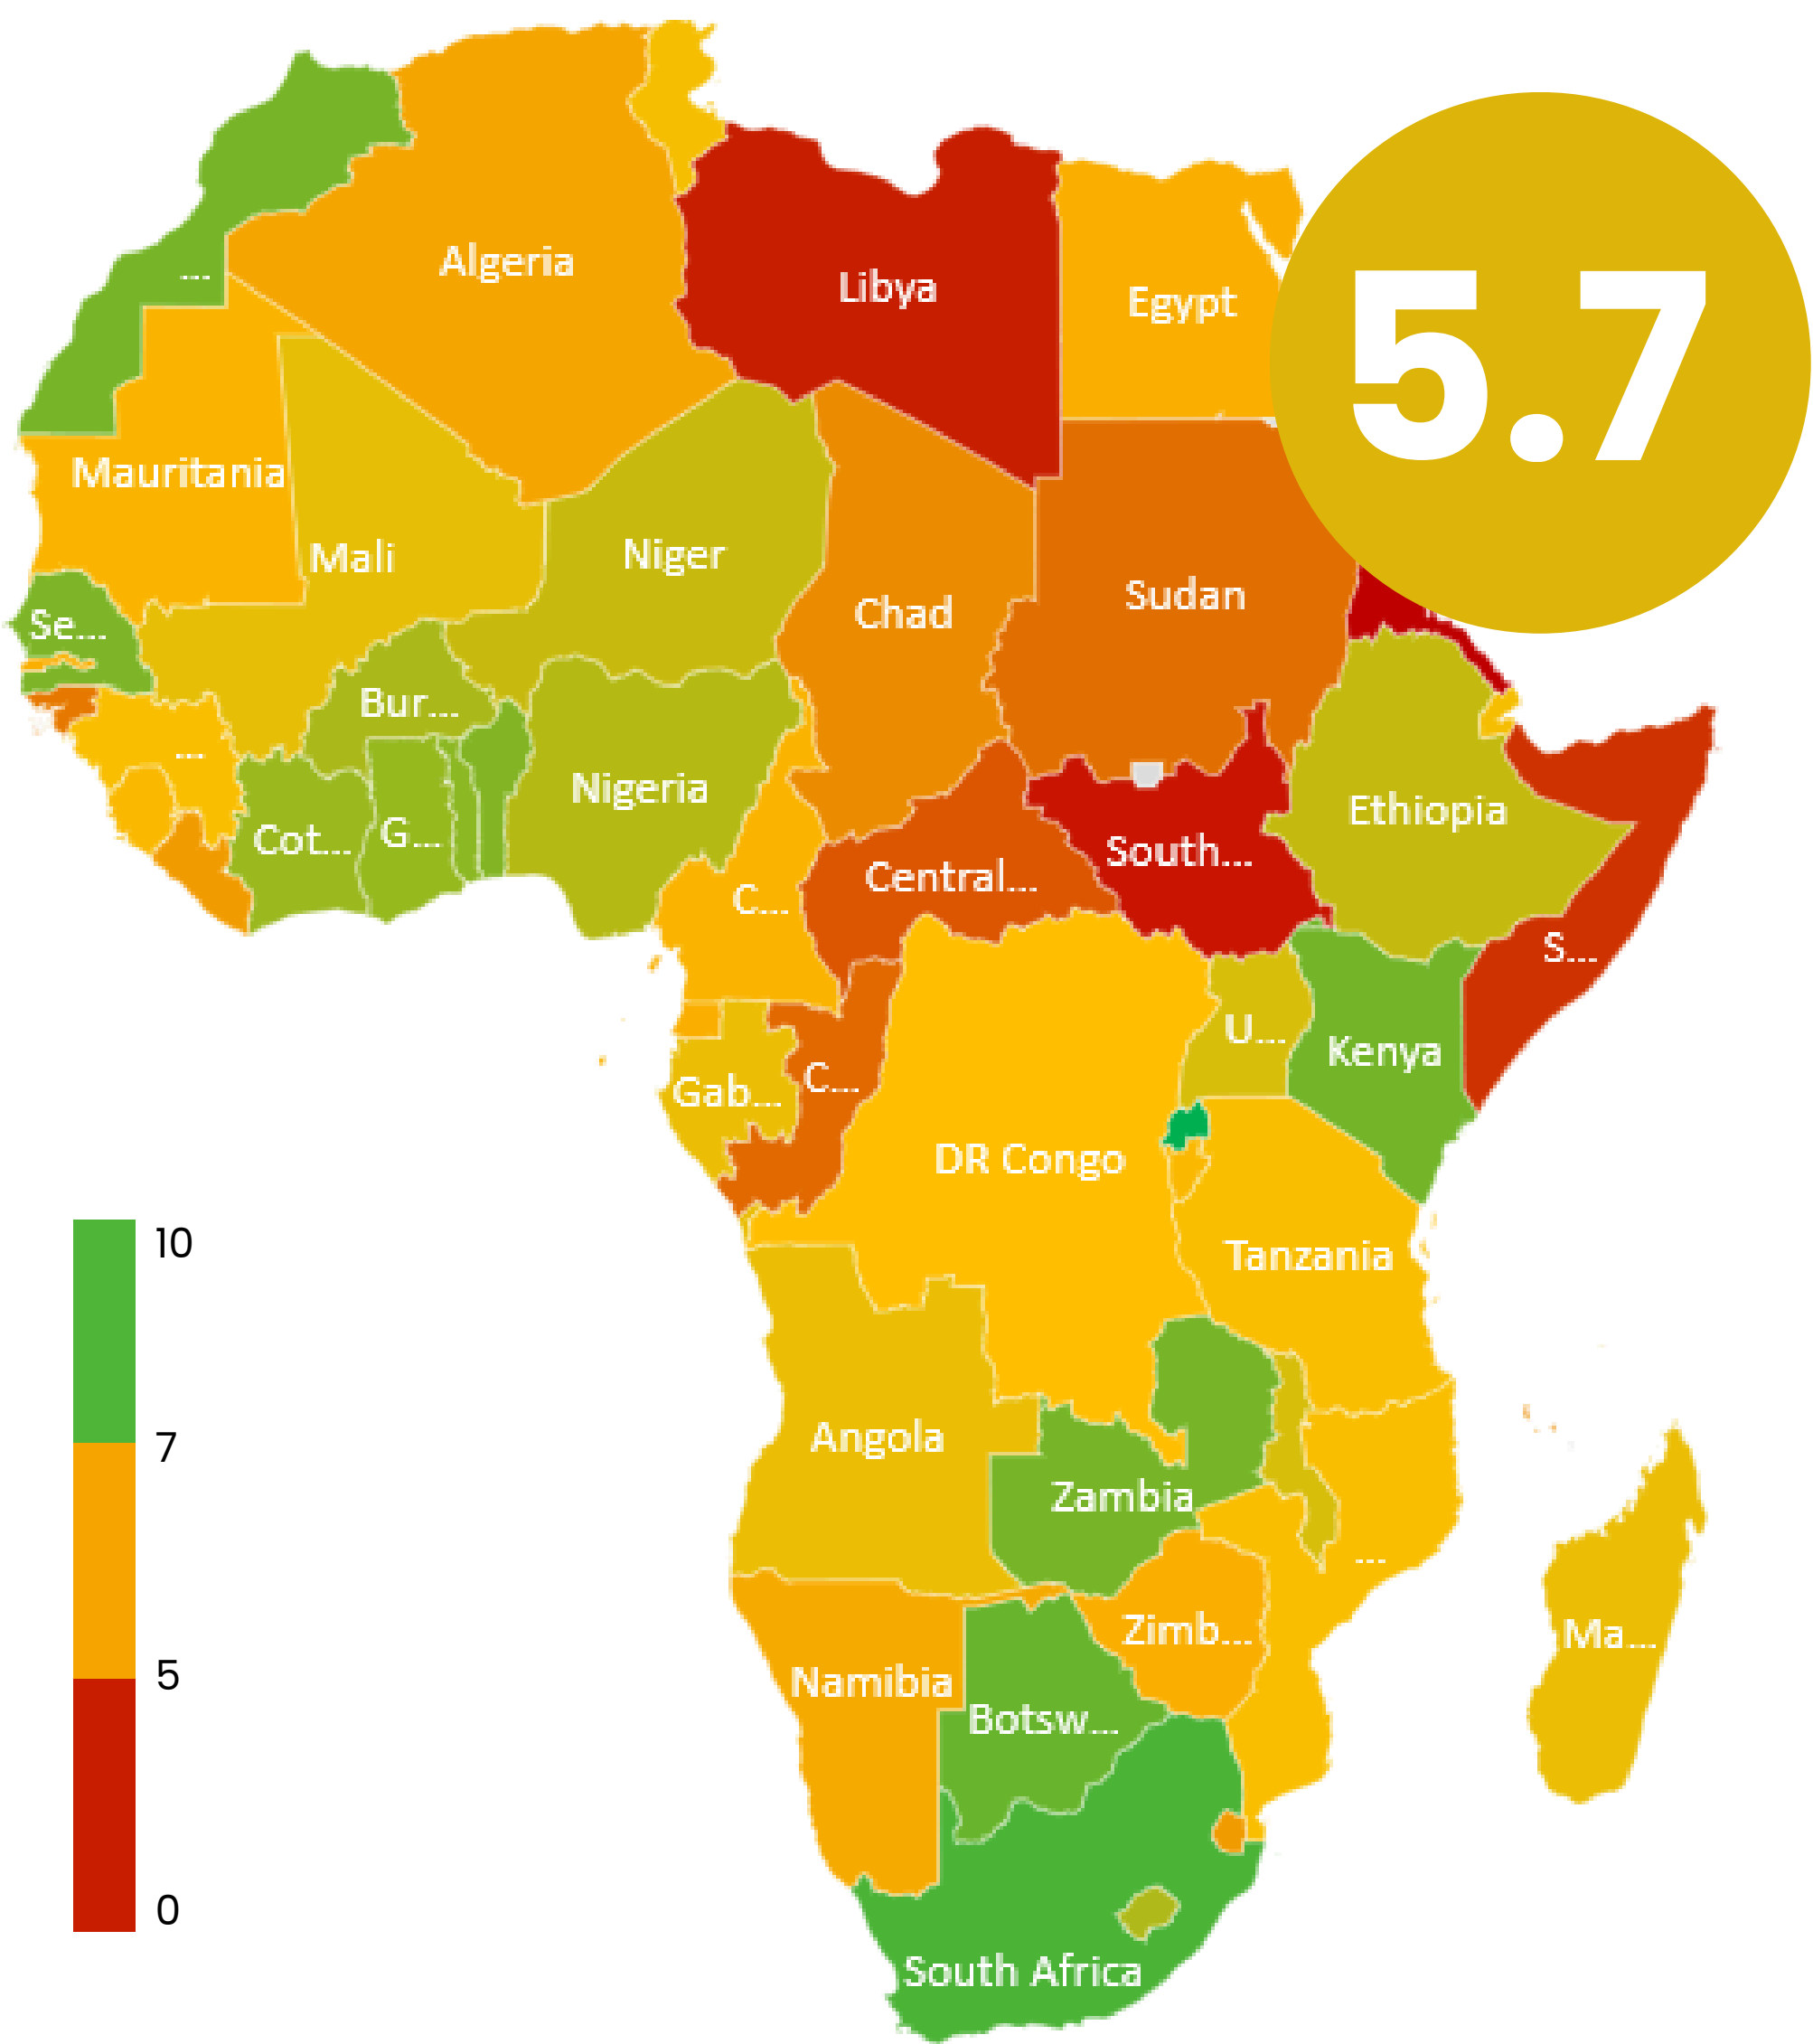 5.7
Algeria
Libya
Egypt
...
Mauritania
Mali
Niger
Chad
Sudan
Se...
Bur...
...
Nigeria
Cot...
G...
Ethiopia
South...
Central...
C...
S...
U...
Kenya
C...
Gab...
DR Congo
Tanzania
10
7
5
0
Angola
Zambia
...
Zimb...
Ma...
Namibia
Botsw...
South Africa